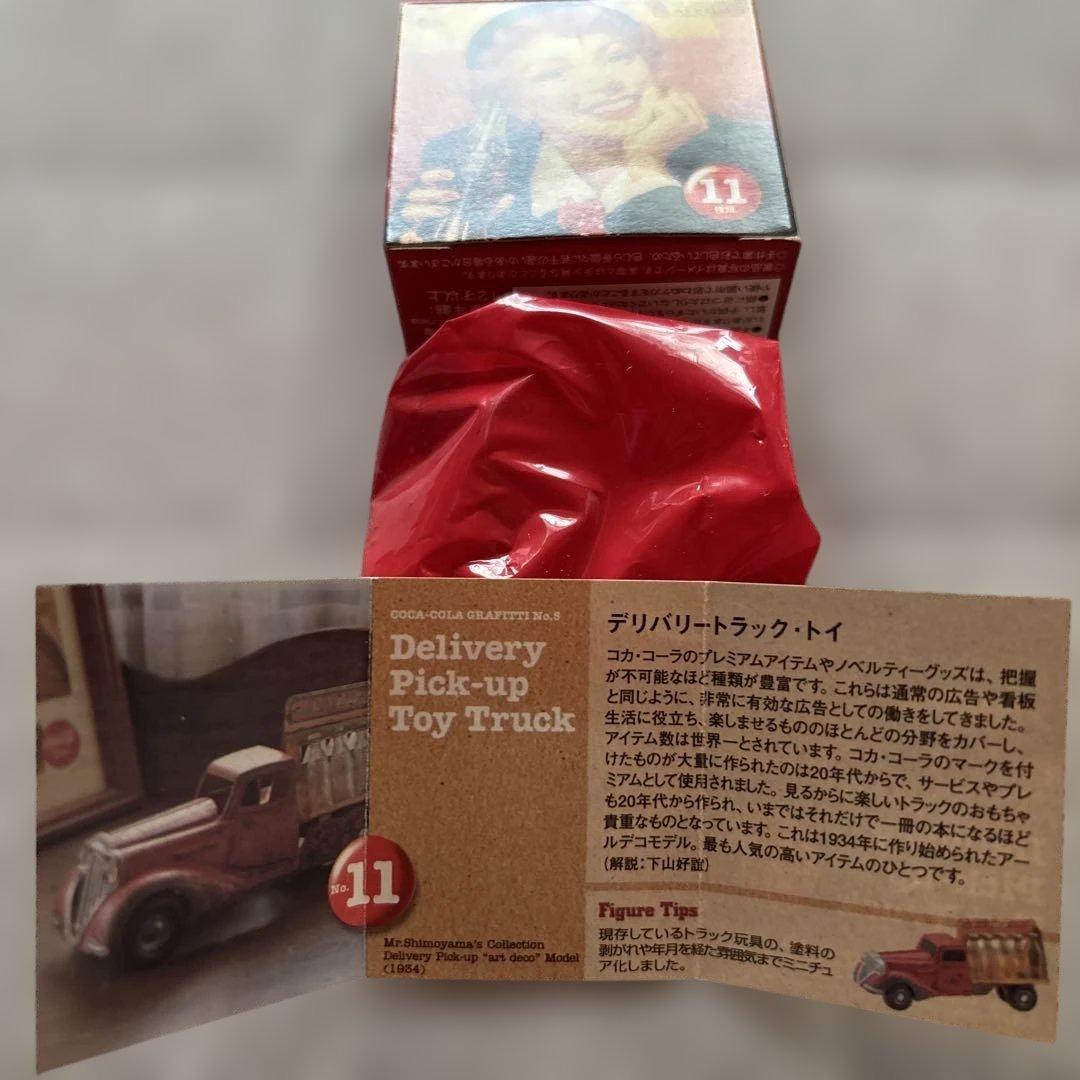 11
種類
COCA-COLA GRAFITTI No.5
Delivery
Pick-up
Toy Truck
No.11
Mr.Shimoyama's Collection
Delivery Pick-up "art deco" Model
(1934)
デリバリートラック・トイ
コカ・コーラのプレミアムアイテムやノベルティーグッズは、把握
が不可能なほど種類が豊富です。これらは通常の広告や看板
と同じように、非常に有効な広告としての働きをしてきました。
生活に役立ち、楽しませるもののほとんどの分野をカバーし、
アイテム数は世界一とされています。コカ・コーラのマークを付
けたものが大量に作られたのは20年代からで、サービスやプレ
ミアムとして使用されました。見るからに楽しいトラックのおもちゃ
も20年代から作られ、いまではそれだけで一冊の本になるほど
貴重なものとなっています。これは1934年に作り始められたアー
ルデコモデル。最も人気の高いアイテムのひとつです。
(解説:下山好誼)
Figure Tips
現存しているトラック玩具の、塗料の
剥がれや年月を経た雰囲気までミニチュ
ア化しました。